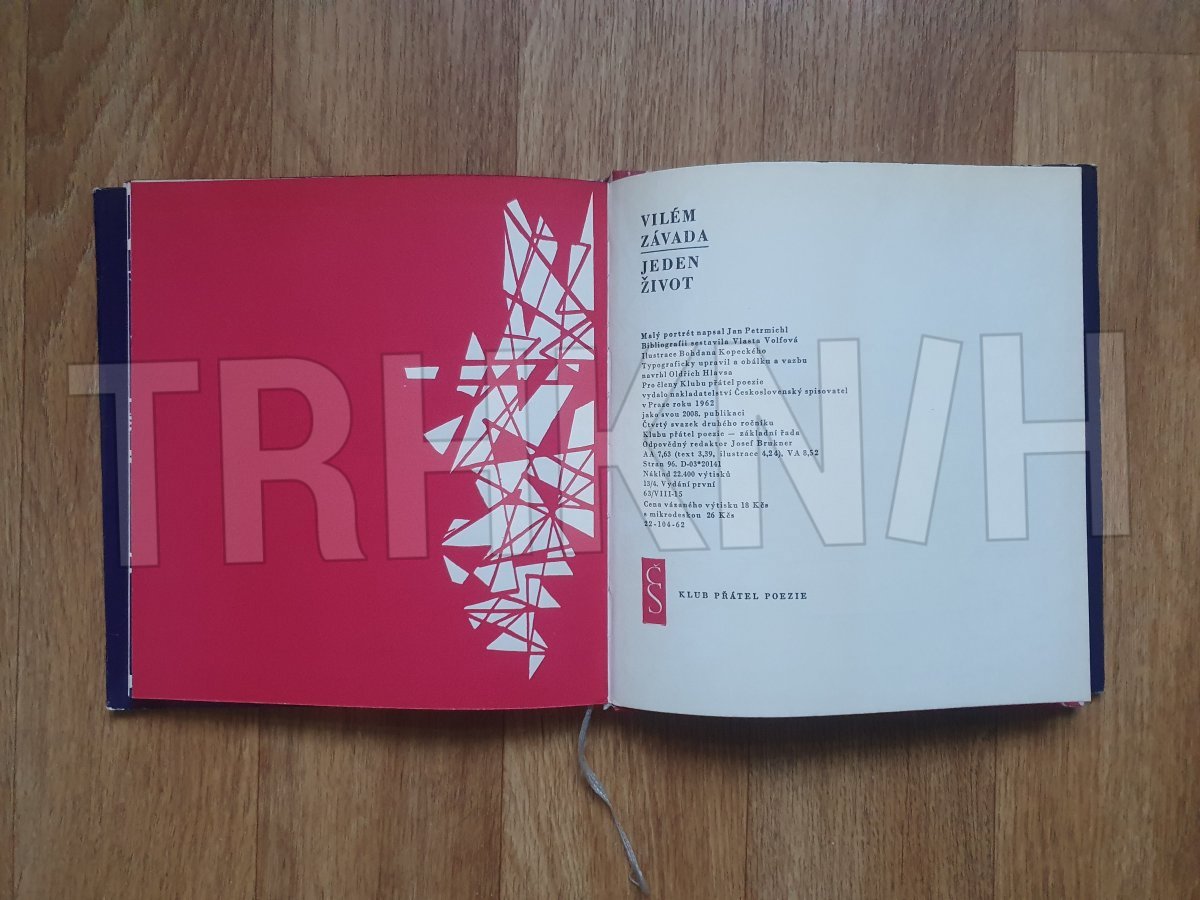 VILÉM
ZÁVADA
JEDEN
ŽIVOT
Malý portrét napsal Jan Petrmichl
Bibliografii sestavila Vlasta Volfová
Ilustrace Bohdana Kopeckého
Typograficky upravil a obálku a vazbu
navrhl Oldřich Hlavsa
Pro členy Klubu přátel poezie
vydalo nakladatelství Československý spisovatel
v Praze roku 1962
jako svou 2008. publikaci
Čtvrtý svazek druhého ročníku
Klubu přátel poezie — základní řada
Odpovědný redaktor Josef Brukner
AA 7,63 (text 3,39, ilustrace 4,24), VA 8,52
Stran 96. D-03*20141
Náklad 22.400 výtisků
13/4. Vydání první
63/VIII-15
Cena vázaného výtisku 18 Kčs
s mikrodeskou 26 Kčs
22-104-62
ČS
KLUB PŘÁTEL POEZIE
TRHKNIH